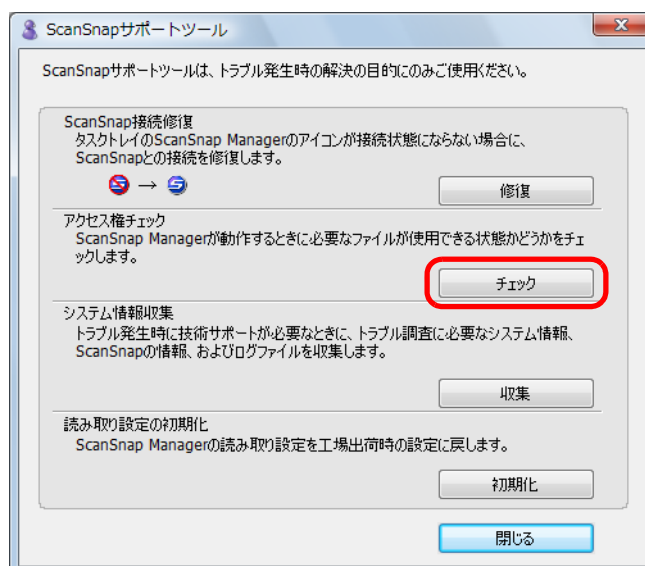 ScanSnapサポートツール
ScanSnapサポートツールは、トラブル発生時の解決の目的にのみご使用ください。
ScanSnap接続修復
タスクトレイのScanSnap Managerのアイコンが接続状態にならない場合に、
ScanSnapとの接続を修復します。
→
修復
アクセス権チェック
ScanSnap Managerが動作するときに必要なファイルが使用できる状態かどうかをチェ
ックします。
チェック
システム情報収集
トラブル発生時に技術サポートが必要なときに、トラブル調査に必要なシステム情報、
ScanSnapの情報、およびログファイルを収集します。
収集
読み取り設定の初期化
ScanSnap Managerの読み取り設定を工場出荷時の設定に戻します。
初期化
閉じる